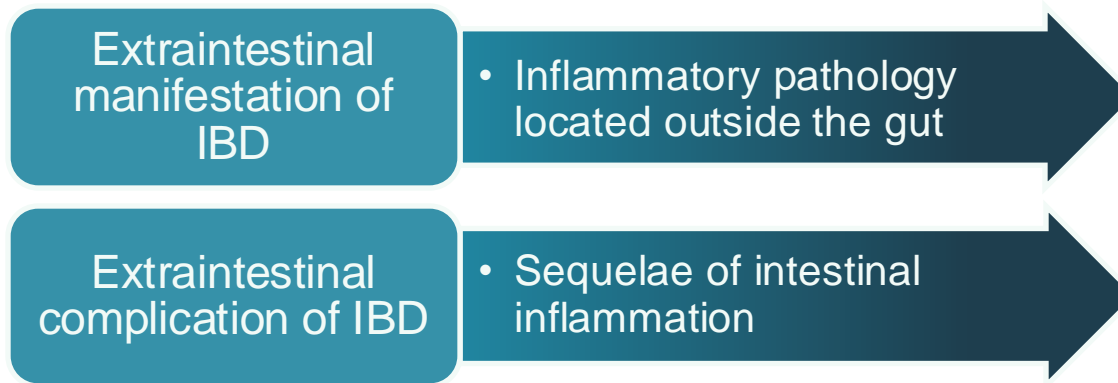 Extraintestinal
manifestation of
IBD
• Inflammatory pathology
located outside the gut
Extraintestinal
complication of IBD
• Sequelae of intestinal
inflammation